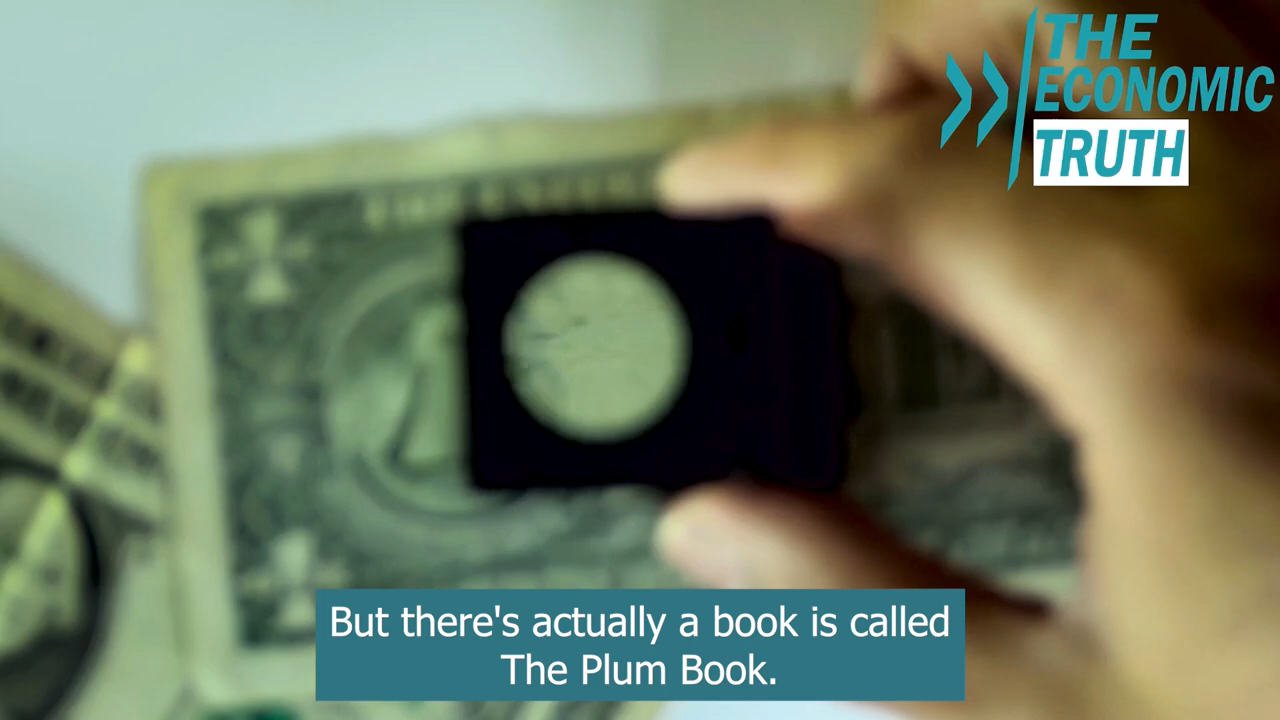 THE
ECONOMIC
TRUTH
But there's actually a book is called
The Plum Book.